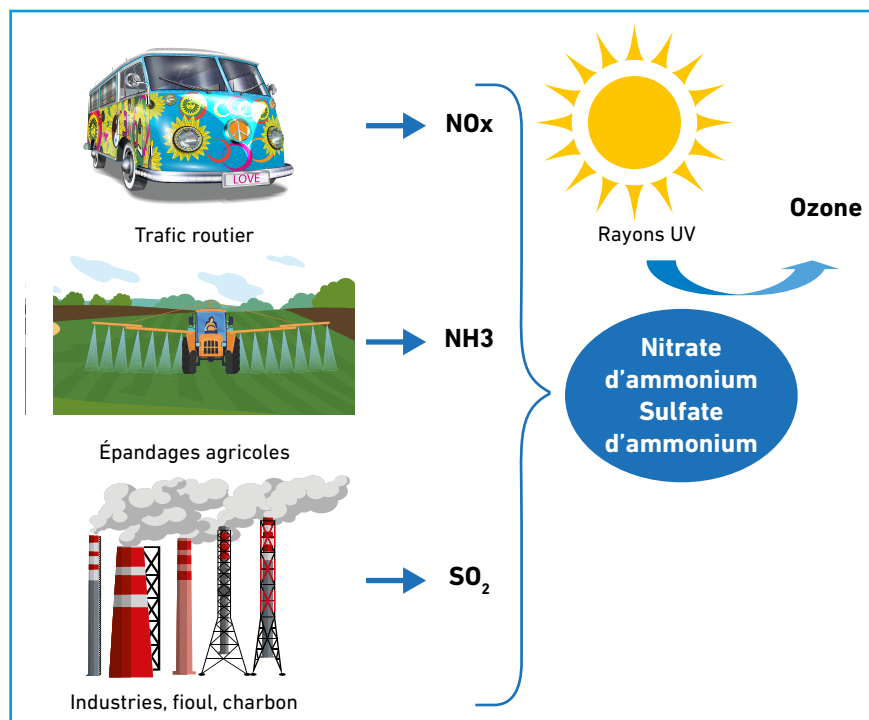 LOVE
Trafic routier
NOx
Épandages agricoles
NH3
Industries, fioul, charbon
SO₂
Rayons UV
Ozone
Nitrate
d’ammonium
Sulfate
d’ammonium